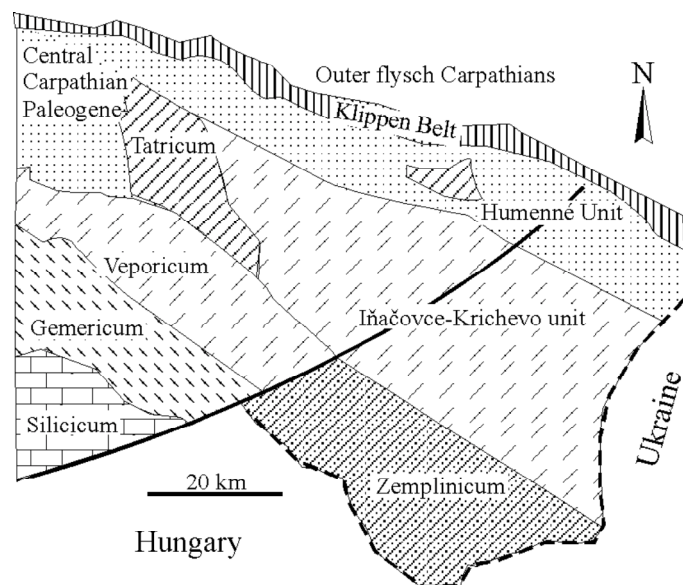 Central
Carpathian
Paleogene
Outer flysch Carpathians
N
Klippen Belt
Tatricum
Humenné Unit
Veporicum
Gemericum
Iňačovce-Krichevo unit
Silicicum
20 km
Zemplinicum
Ukraine
Hungary